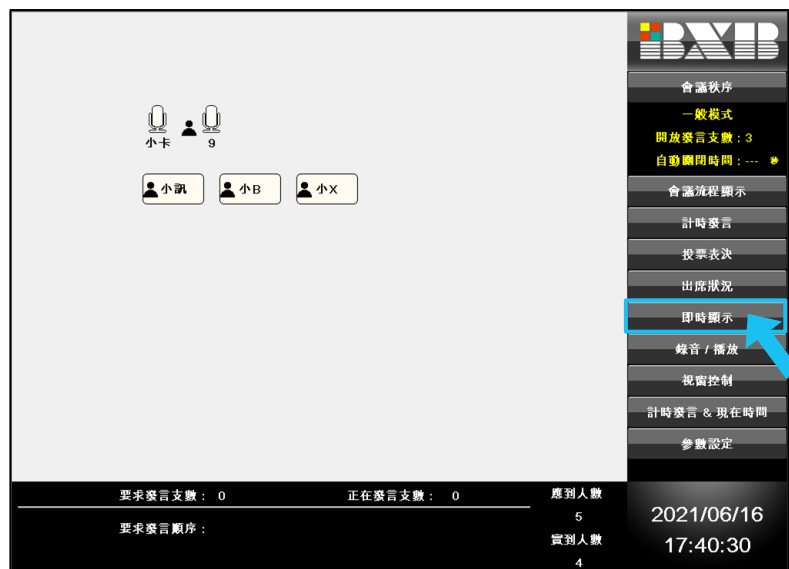 BXB
會議秩序
一般模式
開放發言支數：3
自動關閉時間：--- 秒
會議流程顯示
計時發言
投票表決
出席狀況
即時顯示
錄音 / 播放
視窗控制
計時發言 & 現在時間
參數設定
小卡 9
小訊 小B 小X
要求發言支數： 0 正在發言支數： 0
要求發言順序：
應到人數
5
實到人數
4
2021/06/16
17:40:30